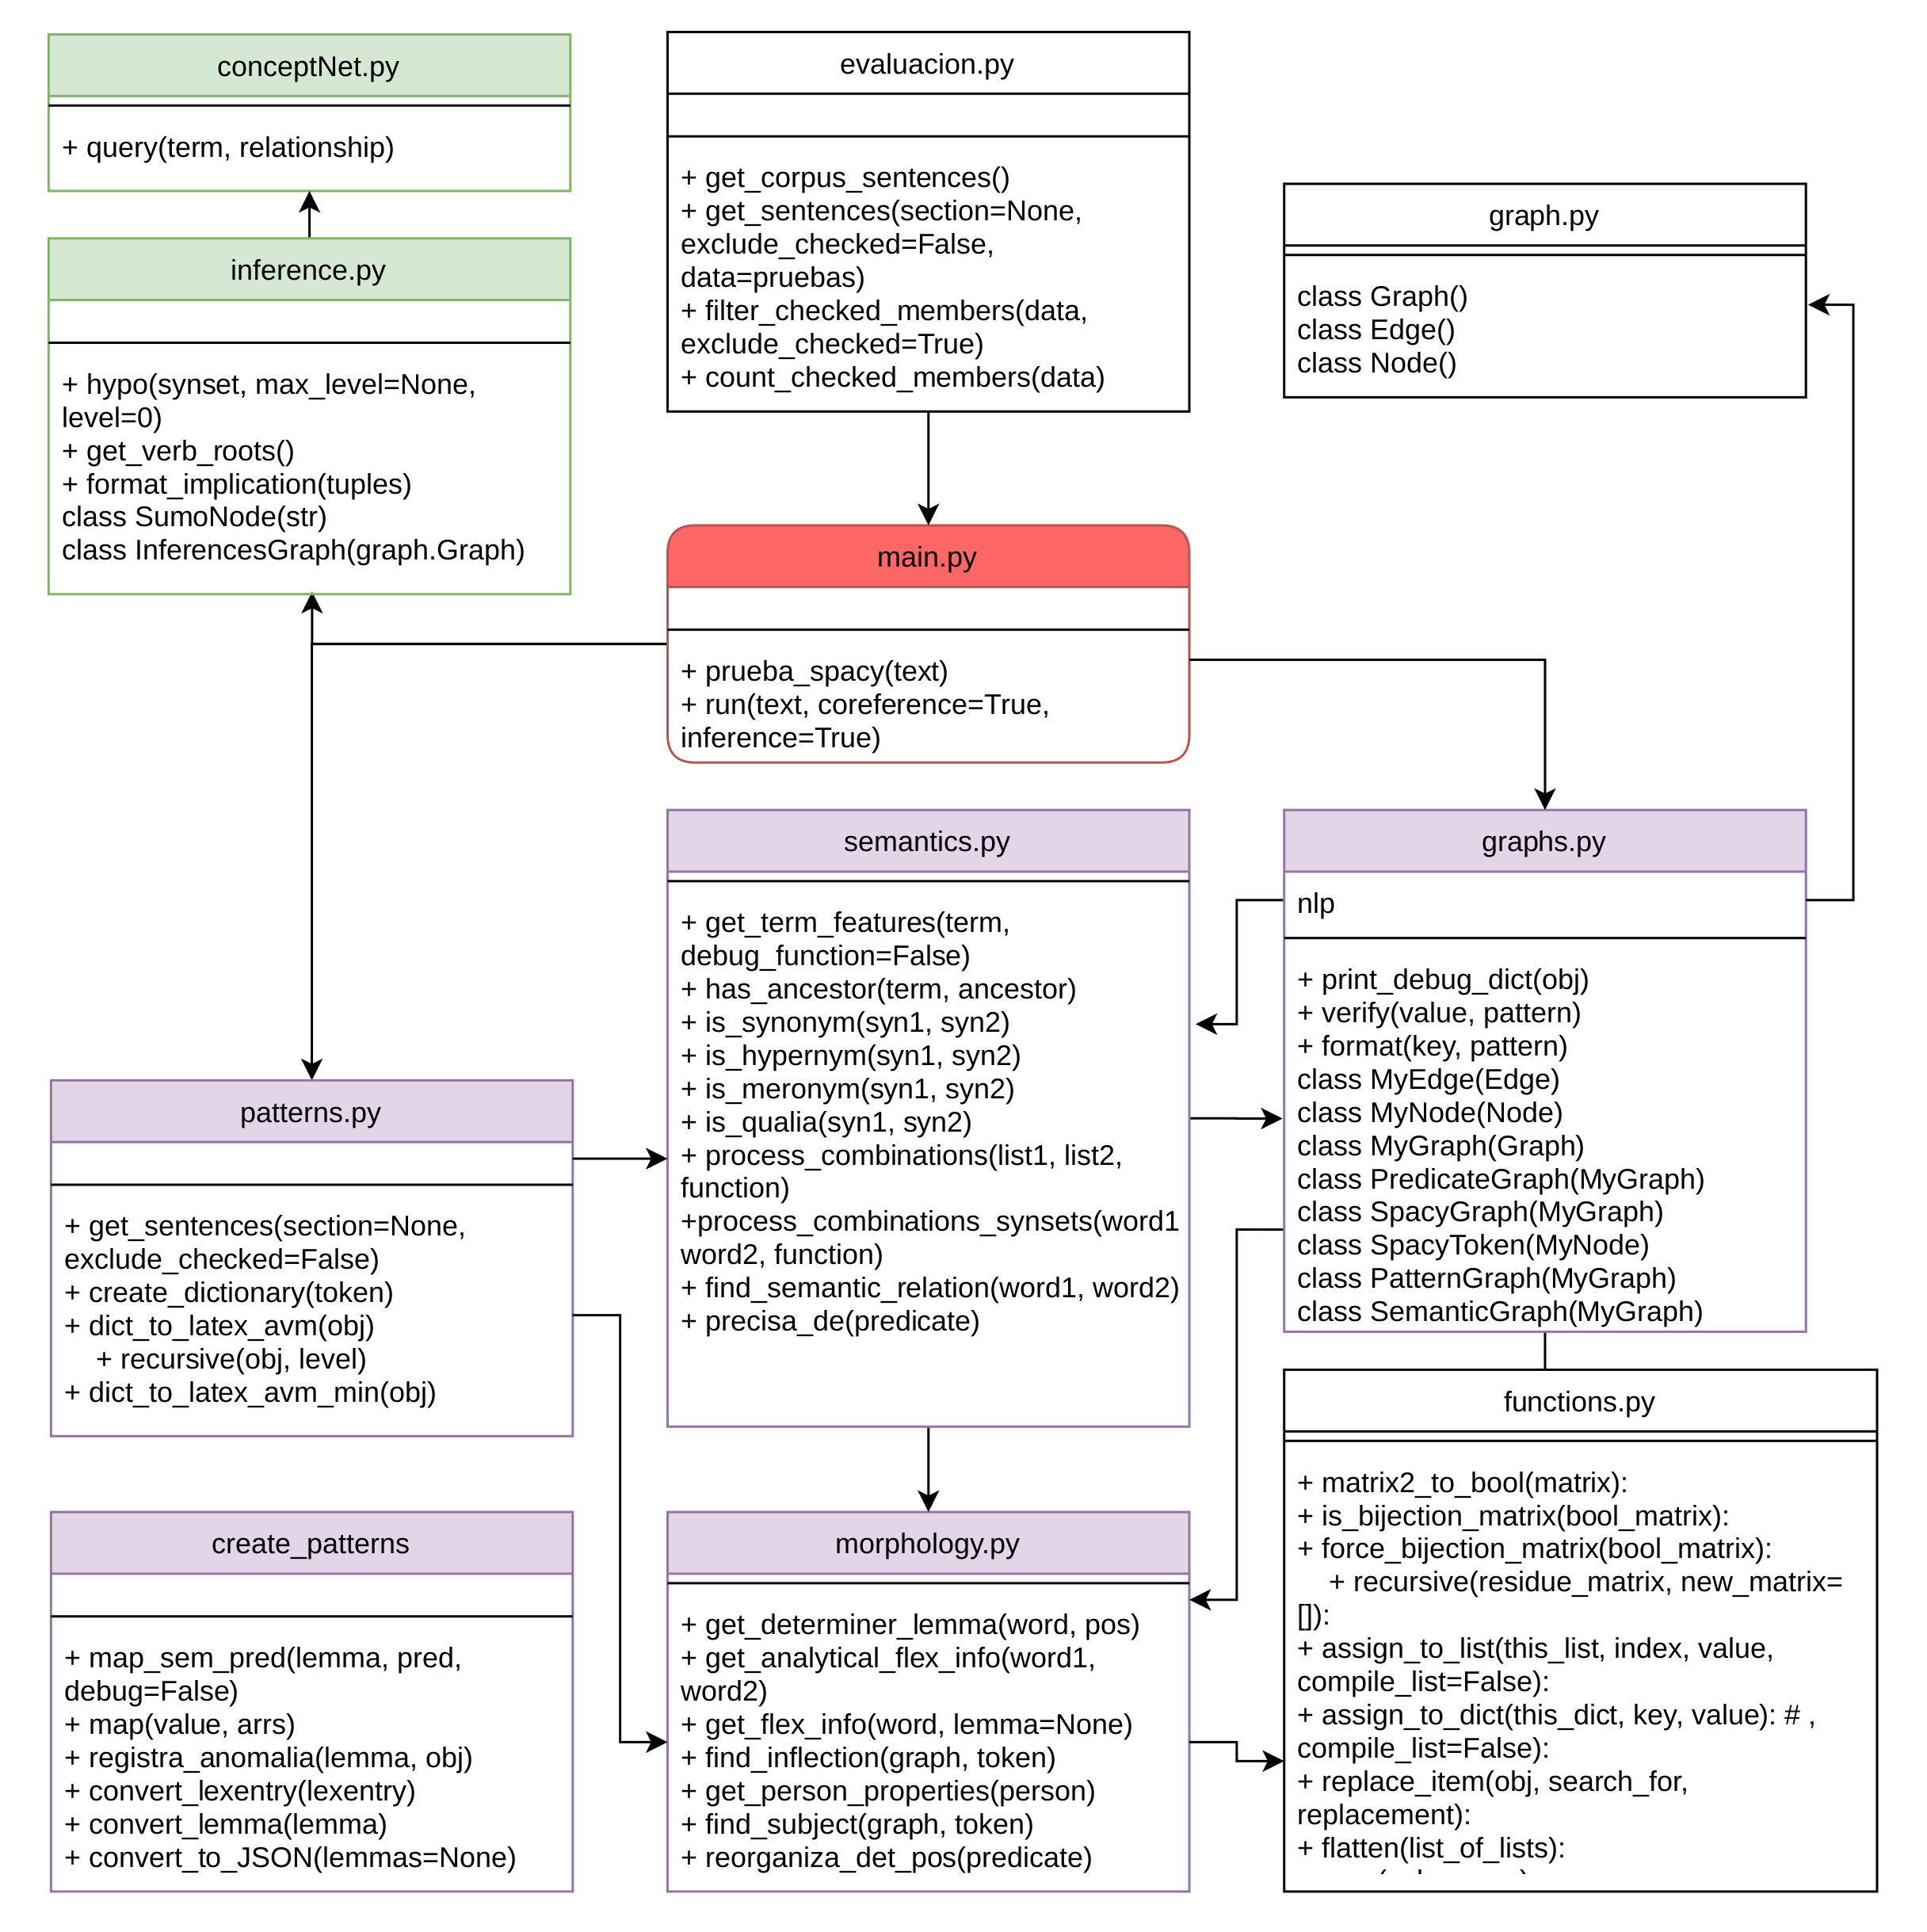 conceptNet.py
+ query(term, relationship)
inference.py
+ hypo(synset, max_level=None,
level=0)
+ get_verb_roots()
+ format_implication(tuples)
class SumoNode(str)
class InferencesGraph(graph.Graph)
evaluacion.py
+ get_corpus_sentences()
+ get_sentences(section=None,
exclude_checked=False,
data=pruebas)
+ filter_checked_members(data,
exclude_checked=True)
+ count_checked_members(data)
graph.py
class Graph()
class Edge()
class Node()
main.py
+ prueba_spacy(text)
+ run(text, coreference=True,
inference=True)
patterns.py
+ get_sentences(section=None,
exclude_checked=False)
+ create_dictionary(token)
+ dict_to_latex_avm(obj)
+ recursive(obj, level)
+ dict_to_latex_avm_min(obj)
semantics.py
+ get_term_features(term,
debug_function=False)
+ has_ancestor(term, ancestor)
+ is_synonym(syn1, syn2)
+ is_hypernym(syn1, syn2)
+ is_meronym(syn1, syn2)
+ is_qualia(syn1, syn2)
+ process_combinations(list1, list2,
function)
+process_combinations_synsets(word1
word2, function)
+ find_semantic_relation(word1, word2)
+ precisa_de(predicate)
graphs.py
nlp
+ print_debug_dict(obj)
+ verify(value, pattern)
+ format(key, pattern)
class MyEdge(Edge)
class MyNode(Node)
class MyGraph(Graph)
class PredicateGraph(MyGraph)
class SpacyGraph(MyGraph)
class SpacyToken(MyNode)
class PatternGraph(MyGraph)
class SemanticGraph(MyGraph)
create_patterns
+ map_sem_pred(lemma, pred,
debug=False)
+ map(value, arrs)
+ registra_anomalia(lemma, obj)
+ convert_lexentry(lexentry)
+ convert_lemma(lemma)
+ convert_to_JSON(lemmas=None)
morphology.py
+ get_determiner_lemma(word, pos)
+ get_analytical_flex_info(word1,
word2)
+ get_flex_info(word, lemma=None)
+ find_inflection(graph, token)
+ get_person_properties(person)
+ find_subject(graph, token)
+ reorganiza_det_pos(predicate)
functions.py
+ matrix2_to_bool(matrix):
+ is_bijection_matrix(bool_matrix):
+ force_bijection_matrix(bool_matrix):
+ recursive(residue_matrix, new_matrix=
[]):
+ assign_to_list(this_list, index, value,
compile_list=False):
+ assign_to_dict(this_dict, key, value): # ,
compile_list=False):
+ replace_item(obj, search_for,
replacement):
+ flatten(list_of_lists):